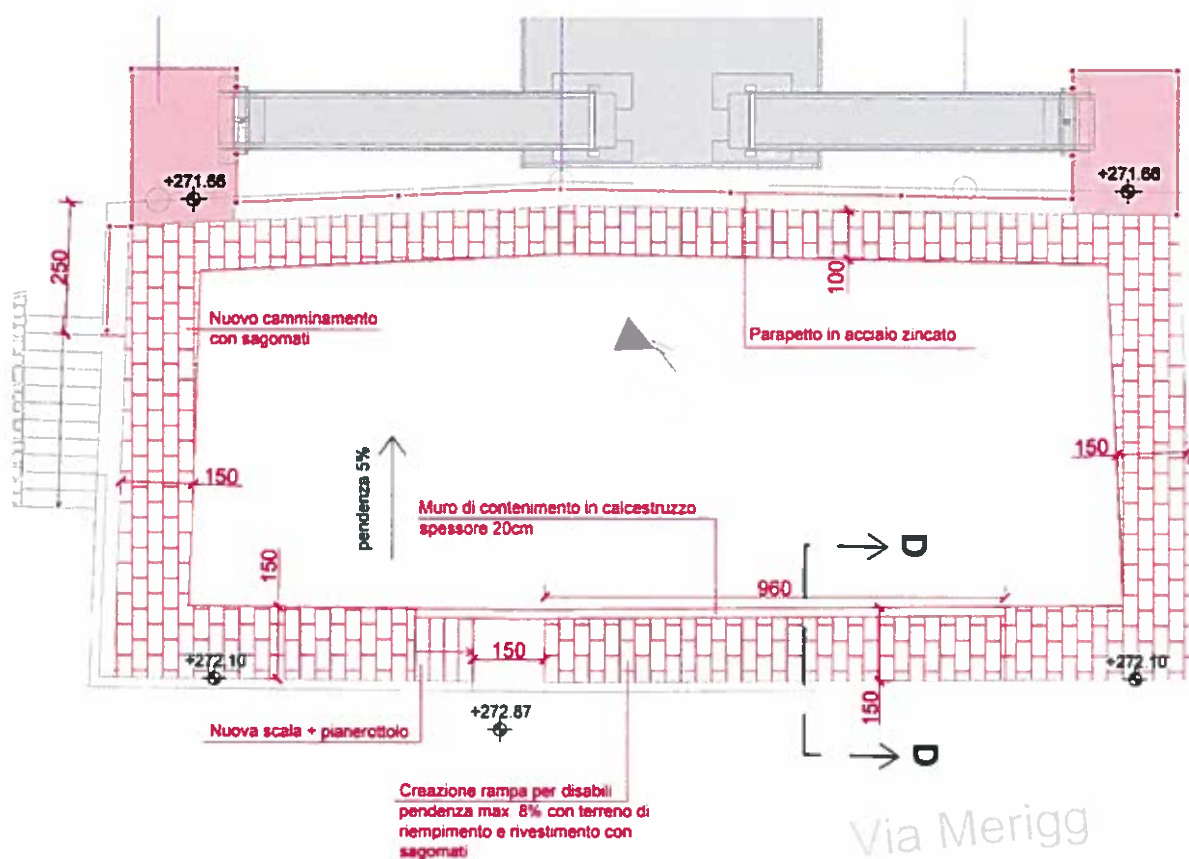 +271.66
+271.66
250
100
Nuovo camminamento
con sagomati
Parapetto in acciaio zincato
pendenza 5%
150
150
Muro di contenimento in calcestruzzo
spessore 20cm
D
150
960
150
+272.10
+272.10
150
+272.87
Nuova scala + pianerottolo
D
Creazione rampa per disabili
pendenza max 8% con terreno di
riempimento e rivestimento con
sagomati
Via Merigg